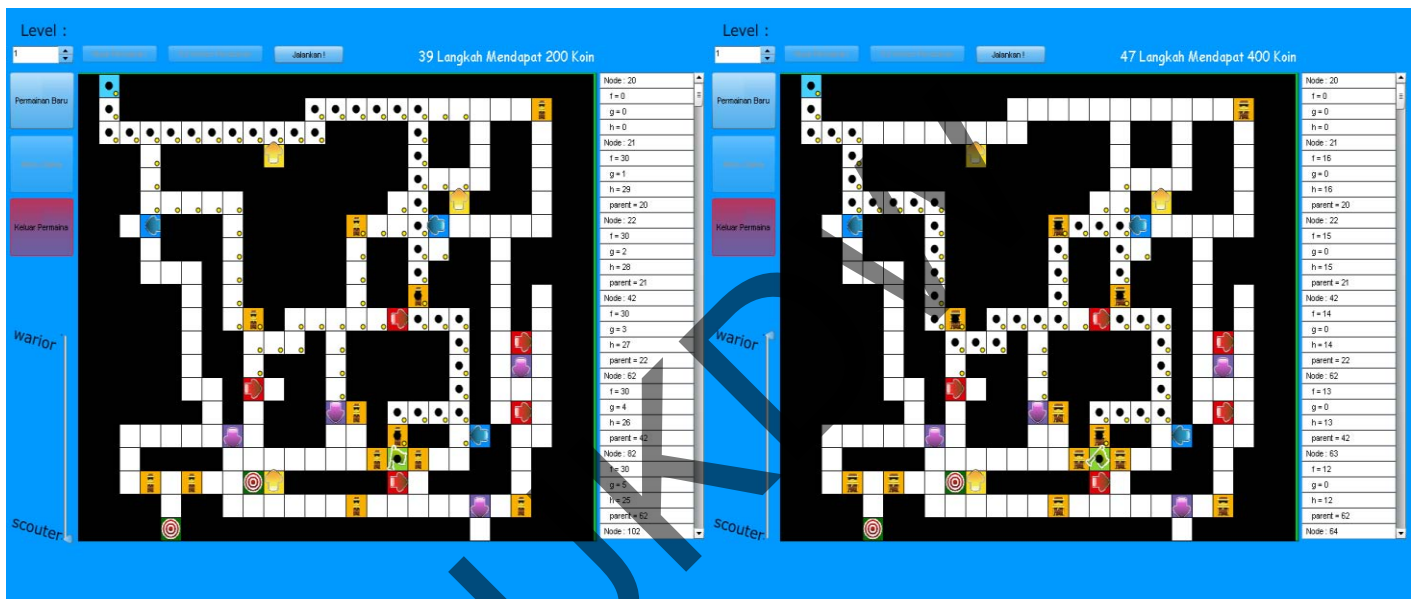 Level :
1
Jalankan !
39 Langkah Mendapat 200 Koin
Permainan Baru
Keluar Permaina
warior
scouter
Node : 20
f = 0
g = 0
h = 0
Node : 21
f = 30
g = 1
h = 29
parent = 20
Node : 22
f = 30
g = 2
h = 28
parent = 21
Node : 42
f = 30
g = 3
h = 27
parent = 22
Node : 62
f = 30
g = 4
h = 26
parent = 42
Node : 82
f = 30
g = 5
h = 25
parent = 62
Node : 102
Level :
1
Jalankan !
47 Langkah Mendapat 400 Koin
Permainan Baru
Keluar Permaina
warior
scouter
Node : 20
f = 0
g = 0
h = 0
Node : 21
f = 16
g = 0
h = 16
parent = 20
Node : 22
f = 15
g = 0
h = 15
parent = 21
Node : 42
f = 14
g = 0
h = 14
parent = 22
Node : 62
f = 13
g = 0
h = 13
parent = 42
Node : 63
f = 12
g = 0
h = 12
parent = 62
Node : 64